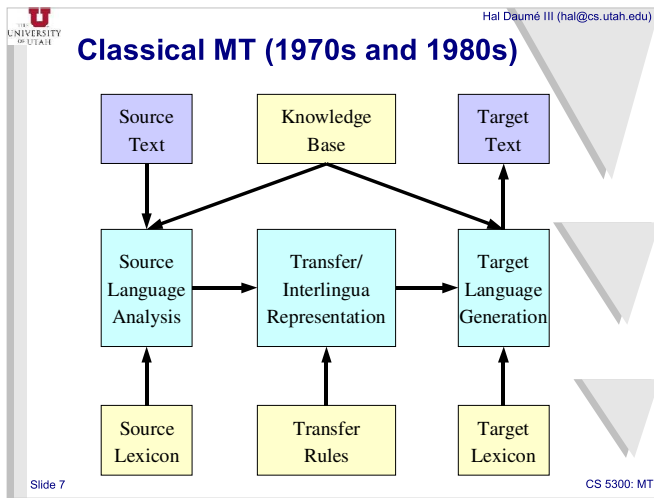 Hal Daumé III (hal@cs.utah.edu)
THE
UNIVERSITY
OF UTAH
Classical MT (1970s and 1980s)
Source
Text
Knowledge
Base
Target
Text
Source
Language
Analysis
Transfer/
Interlingua
Representation
Target
Language
Generation
Source
Lexicon
Transfer
Rules
Target
Lexicon
Slide 7
CS 5300: MT